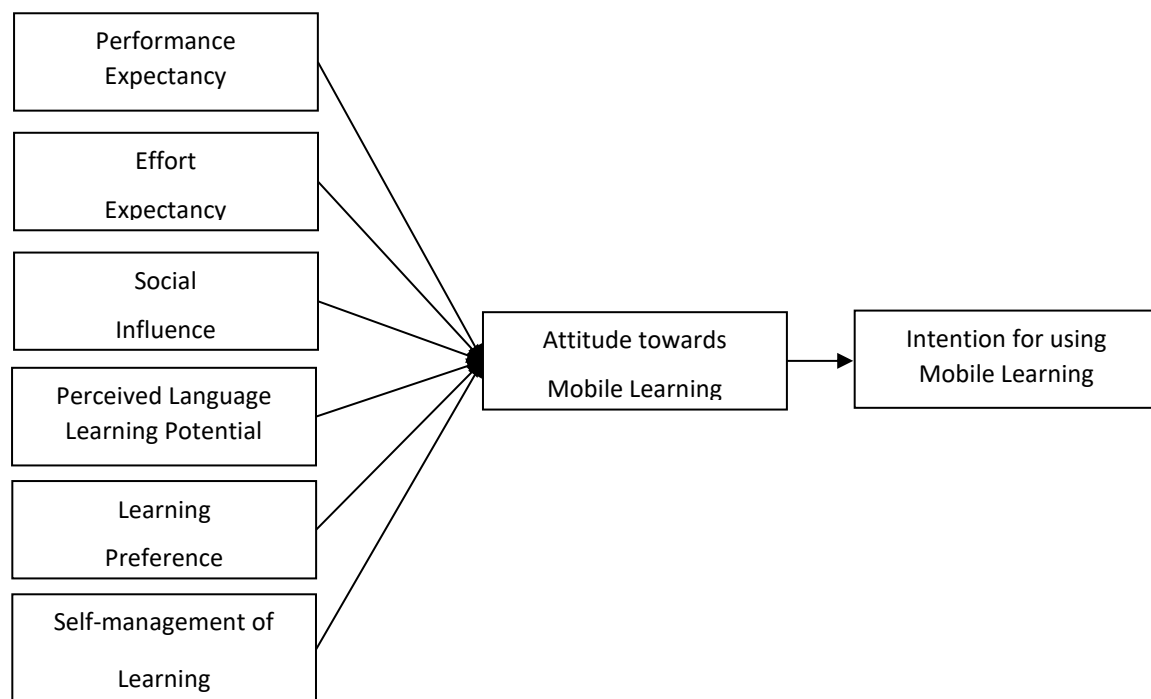 Performance
Expectancy
Effort
Expectancy
Social
Influence
Perceived Language
Learning Potential
Learning
Preference
Self-management of
Learning
Attitude towards
Mobile Learning
Intention for using
Mobile Learning